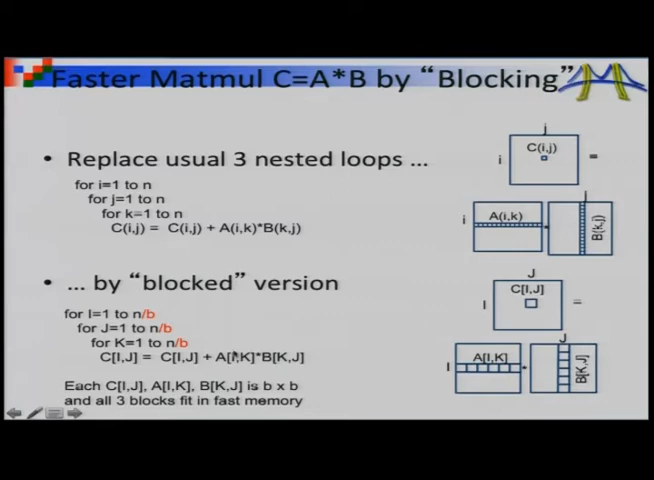 Faster Matmul C=A*B by “Blocking”
• Replace usual 3 nested loops ...
for i=1 to n
for j=1 to n
for k=1 to n
C(i,j) = C(i,j) + A(i,k)*B(k,j)
j
i
C(i,j)
=
i
A(i,k)
*
j
B(k,j)
• ... by “blocked” version
for I=1 to n/b
for J=1 to n/b
for K=1 to n/b
C[I,J] = C[I,J] + A[I,K]*B[K,J]
Each C[I,J], A[I,K], B[K,J] is b x b
and all 3 blocks fit in fast memory
J
I
C[I,J]
=
I
A[I,K]
*
J
B[K,J]